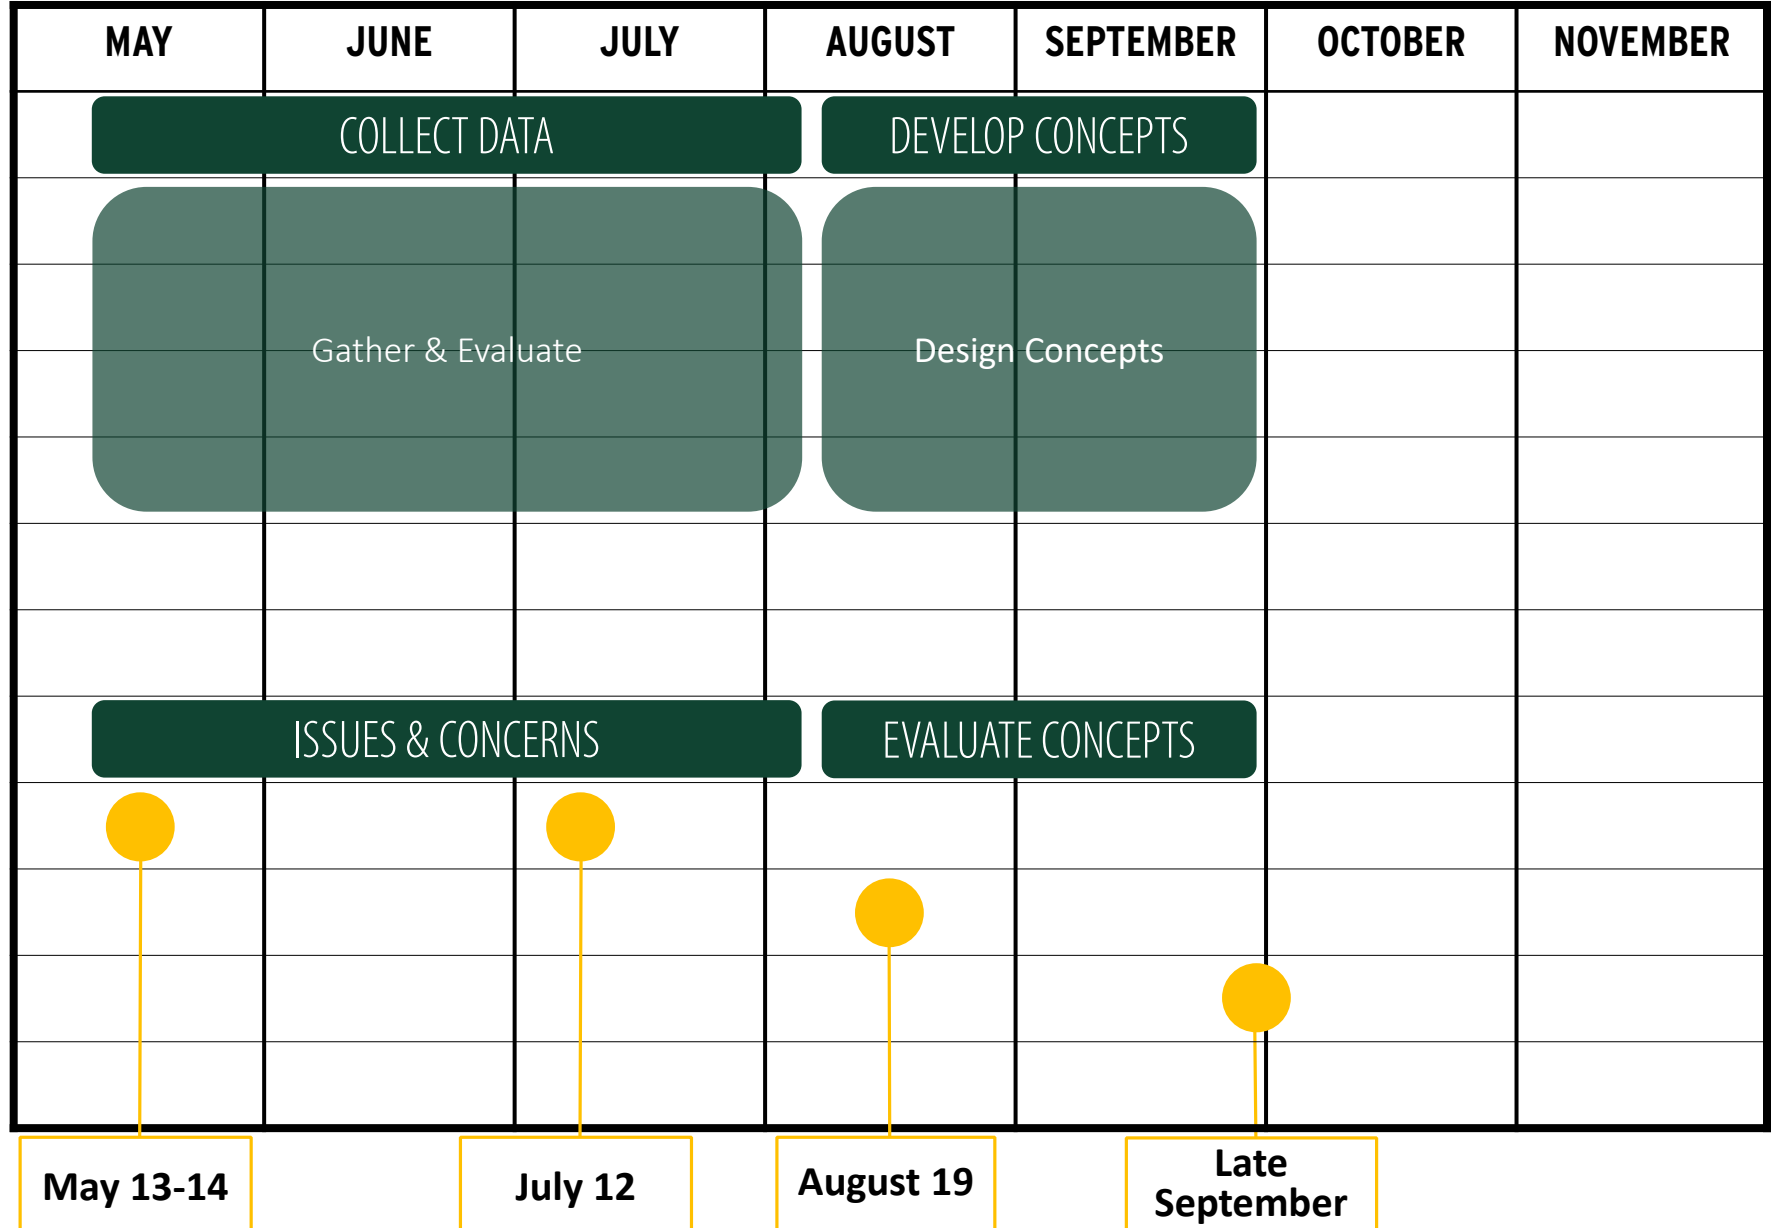 MAY JUNE JULY AUGUST SEPTEMBER OCTOBER NOVEMBER
COLLECT DATA DEVELOP CONCEPTS
Gather & Evaluate Design Concepts
ISSUES & CONCERNS EVALUATE CONCEPTS
May 13-14 July 12 August 19 Late
September